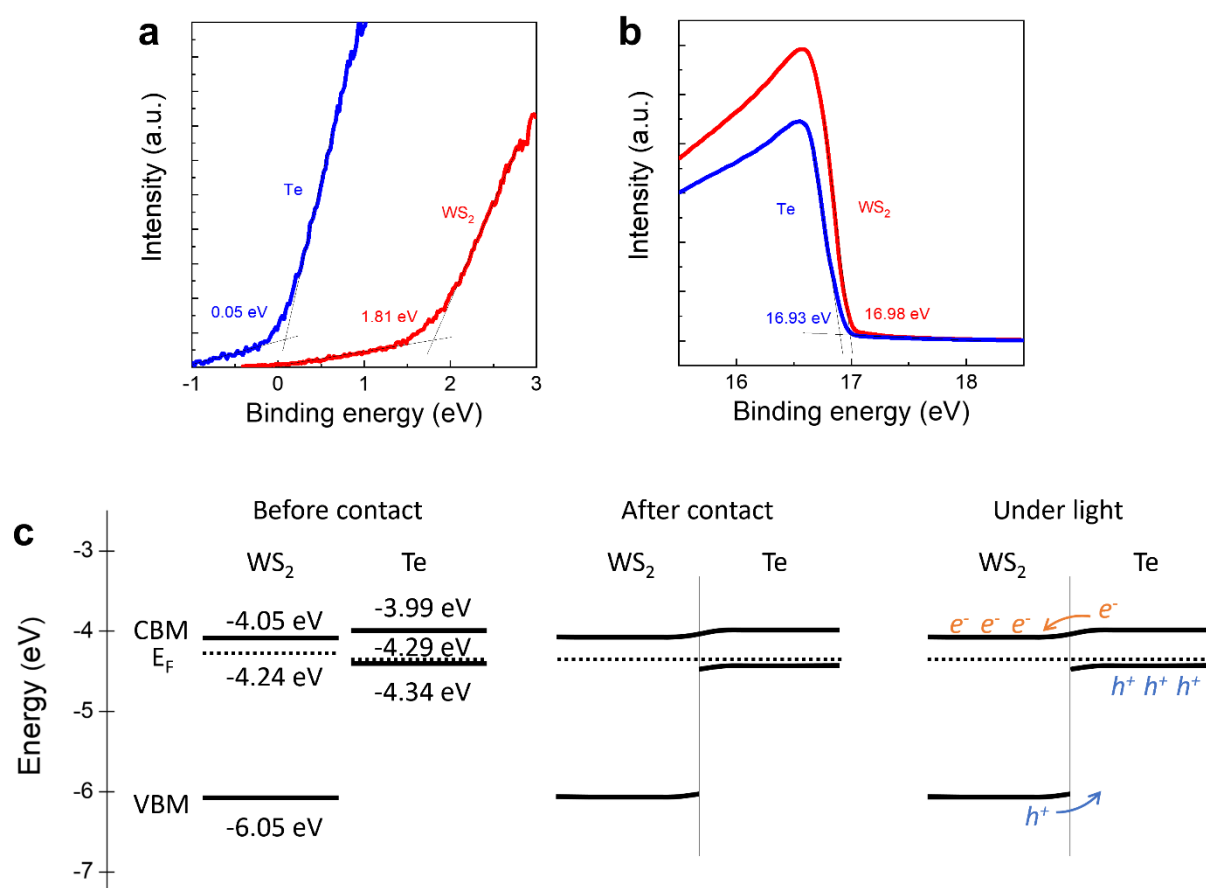 a
Intensity (a.u.)
Te
WS2
0.05 eV
1.81 eV
-1 0 1 2 3
Binding energy (eV)
b
Intensity (a.u.)
Te
WS2
16.93 eV
16.98 eV
16 17 18
Binding energy (eV)
c
Energy (eV)
-3
-4
-5
-6
-7
Before contact
WS2 Te
CBM
EF
VBM
-4.05 eV
-4.24 eV
-6.05 eV
-3.99 eV
-4.29 eV
-4.34 eV
After contact
WS2 Te
Under light
WS2 Te
e- e- e- e-
h+ h+ h+
h+